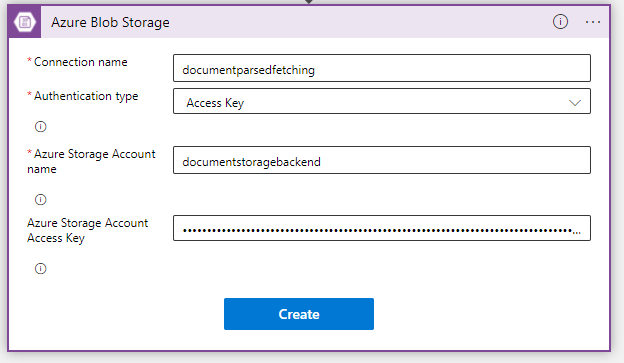 Azure Blob Storage
*Connection name
documentparsedfetching
*Authentication type
Access Key
*Azure Storage Account
name
documentstoragebackend
Azure Storage Account
Access Key
Create